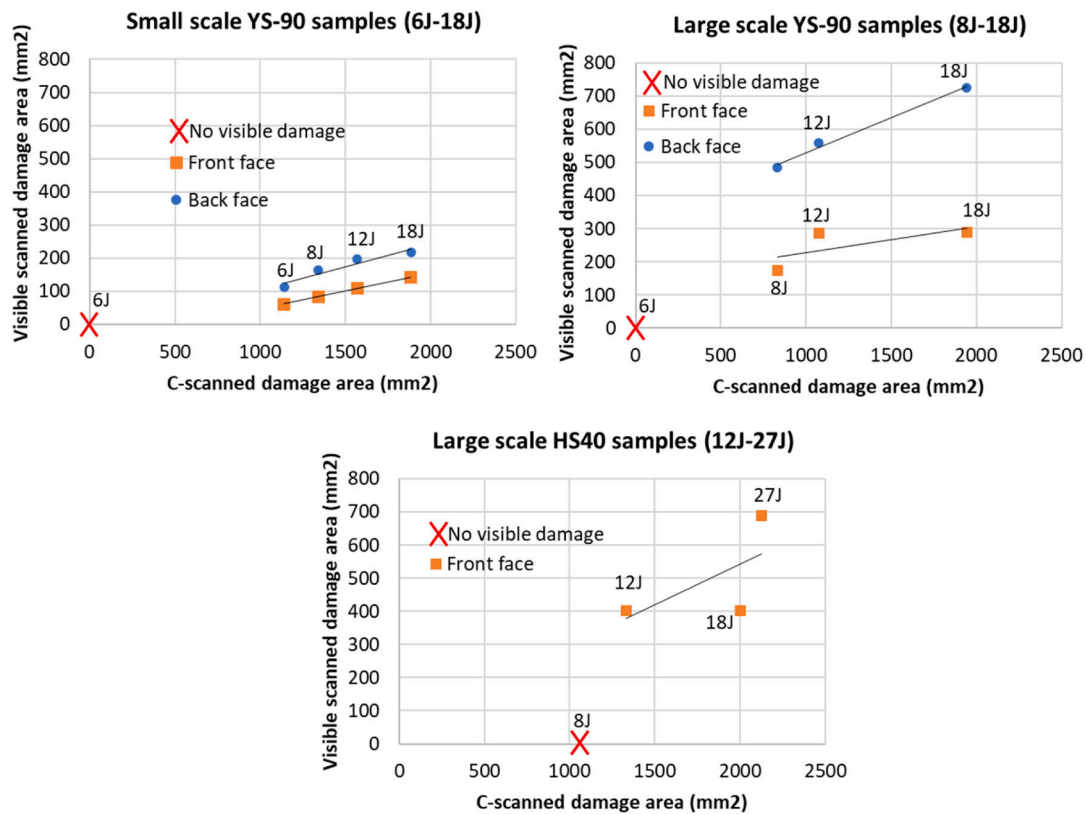 Small scale YS-90 samples (6J-18J)
Visible scanned damage area (mm2)
800
700
600
500
400
300
200
100
0
No visible damage
Front face
Back face
6J
6J
8J
12J
18J
0
500
1000
1500
2000
2500
C-scanned damage area (mm2)
Large scale YS-90 samples (8J-18J)
Visible scanned damage area (mm2)
800
700
600
500
400
300
200
100
0
No visible damage
Front face
Back face
18J
12J
12J
18J
8J
6J
0
500
1000
1500
2000
2500
C-scanned damage area (mm2)
Large scale HS40 samples (12J-27J)
Visible scanned damage area (mm2)
800
700
600
500
400
300
200
100
0
No visible damage
Front face
27J
12J
18J
8J
0
500
1000
1500
2000
2500
C-scanned damage area (mm2)